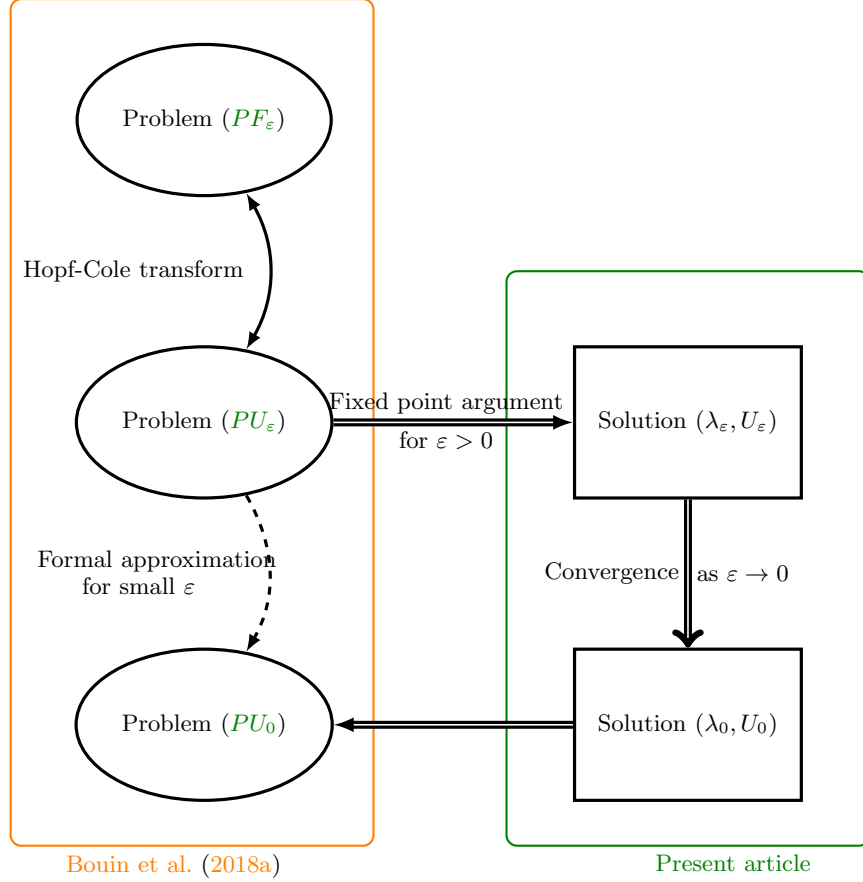 Problem (PF_ε)
Hopf-Cole transform
Problem (PU_ε)
Fixed point argument
for ε > 0
Solution (λ_ε, U_ε)
Formal approximation
for small ε
Convergence as ε → 0
Problem (PU_0)
Solution (λ_0, U_0)
Bouin et al. (2018a)
Present article